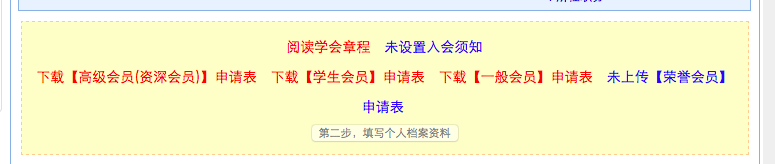 阅读学会章程 未设置入会须知
下载【高级会员(资深会员)】申请表 下载【学生会员】申请表 下载【一般会员】申请表 未上传【荣誉会员】
申请表
第二步，填写个人档案资料